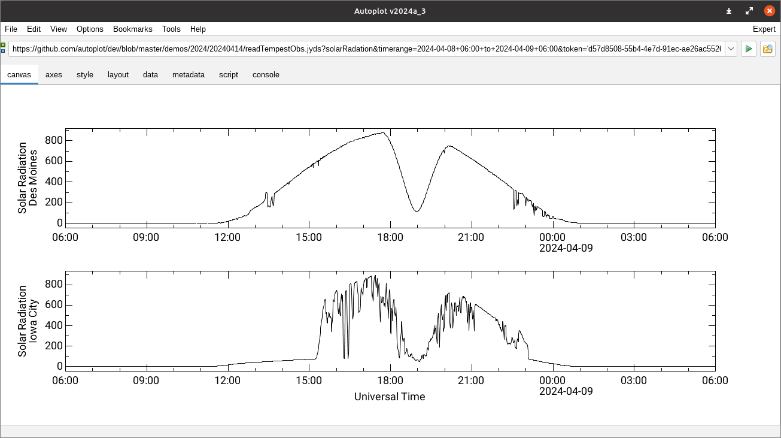 Autoplot v2024a_3
File Edit View Options Bookmarks Tools Help Expert
https://github.com/autoplot/dev/blob/master/demos/2024/20240414/readTempestObs.jyds?solarRadation&timerange=2024-04-08+06:00+to+2024-04-09+06:00&token='d57d8508-55b4-4e7d-91ec-ae26ac552
canvas axes style layout data metadata script console
Solar Radiation
Des Moines
800
600
400
200
0
06:00 09:00 12:00 15:00 18:00 21:00 00:00 03:00 06:00
2024-04-09
Solar Radiation
Iowa City
800
600
400
200
0
06:00 09:00 12:00 15:00 18:00 21:00 00:00 03:00 06:00
2024-04-09
Universal Time